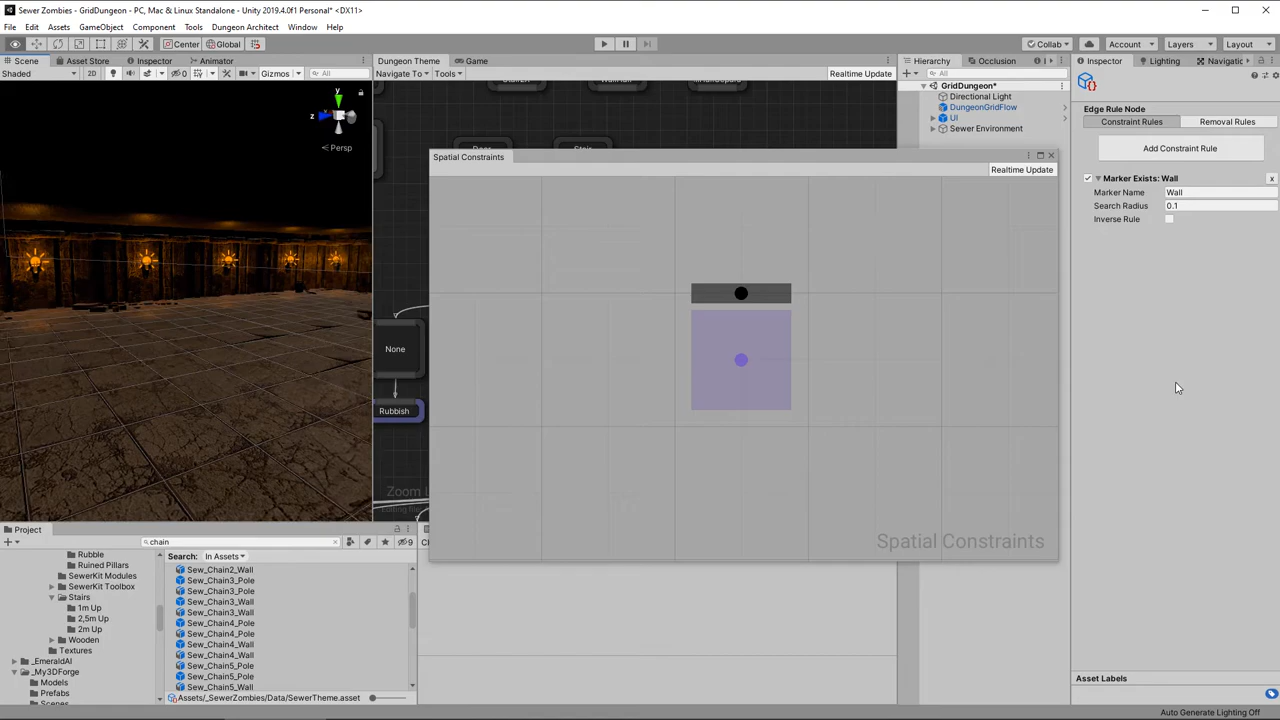 Sewer Zombies - GridDungeon - PC, Mac & Linux Standalone - Unity 2019.4.0f1 Personal* <DX11>
File Edit Assets GameObject Component Tools Dungeon Architect Window Help
Center Global Collab Account Layers Layout
Scene Asset Store Inspector Animator
Shaded 2D 0 Gizmos All
y
z
Persp
Dungeon Theme Game
Navigate To Tools Realtime Update
Door Stair
None
Rubbish
Spatial Constraints
Realtime Update
Spatial Constraints
Hierarchy Occlusion
All
GridDungeon*
Directional Light
DungeonGridFlow
UI
Sewer Environment
Inspector Lighting Navigatic
Edge Rule Node
Constraint Rules Removal Rules
Add Constraint Rule
Marker Exists: Wall x
Marker Name Wall
Search Radius 0.1
Inverse Rule
Project
chain 9
Rubble
Ruined Pillars
SewerKit Modules
SewerKit Toolbox
Stairs
1m Up
2,5m Up
2m Up
Wooden
Textures
_EmeraldAI
_My3DForge
Models
Prefabs
Scenes
Search: In Assets
Sew_Chain2_Wall
Sew_Chain3_Pole
Sew_Chain3_Pole
Sew_Chain3_Wall
Sew_Chain3_Wall
Sew_Chain4_Pole
Sew_Chain4_Pole
Sew_Chain4_Wall
Sew_Chain4_Wall
Sew_Chain5_Pole
Sew_Chain5_Pole
Sew_Chain5_Wall
Assets/_SewerZombies/Data/SewerTheme.asset
Asset Labels
Auto Generate Lighting Off